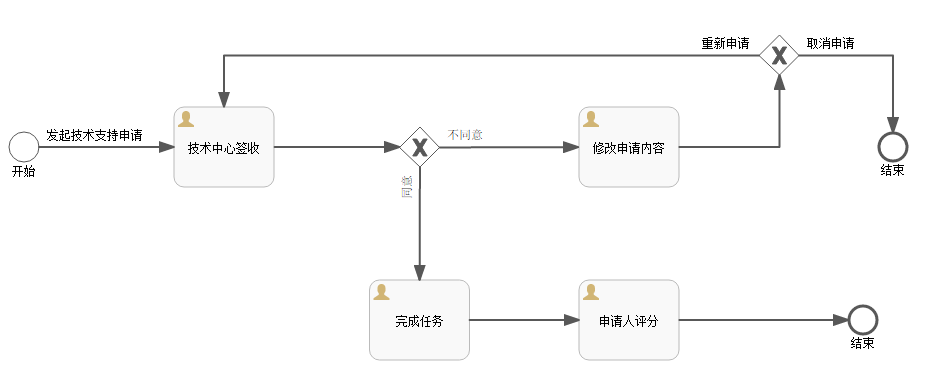 重新申请
取消申请
发起技术支持申请
不同意
开始
技术中心签收
修改申请内容
结束
同意
完成任务
申请人评分
结束